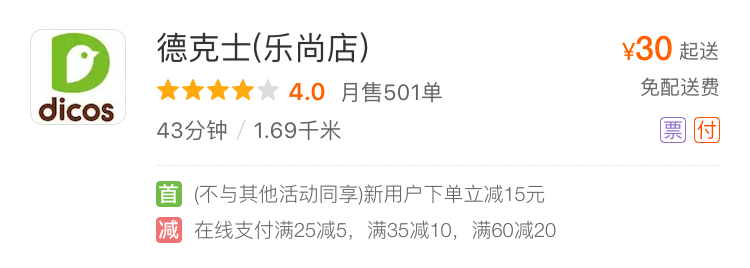 dicos
德克士(乐尚店)
¥30 起送
4.0 月售501单
免配送费
43分钟 / 1.69千米
票 付
首 (不与其他活动同享)新用户下单立减15元
减 在线支付满25减5，满35减10，满60减20